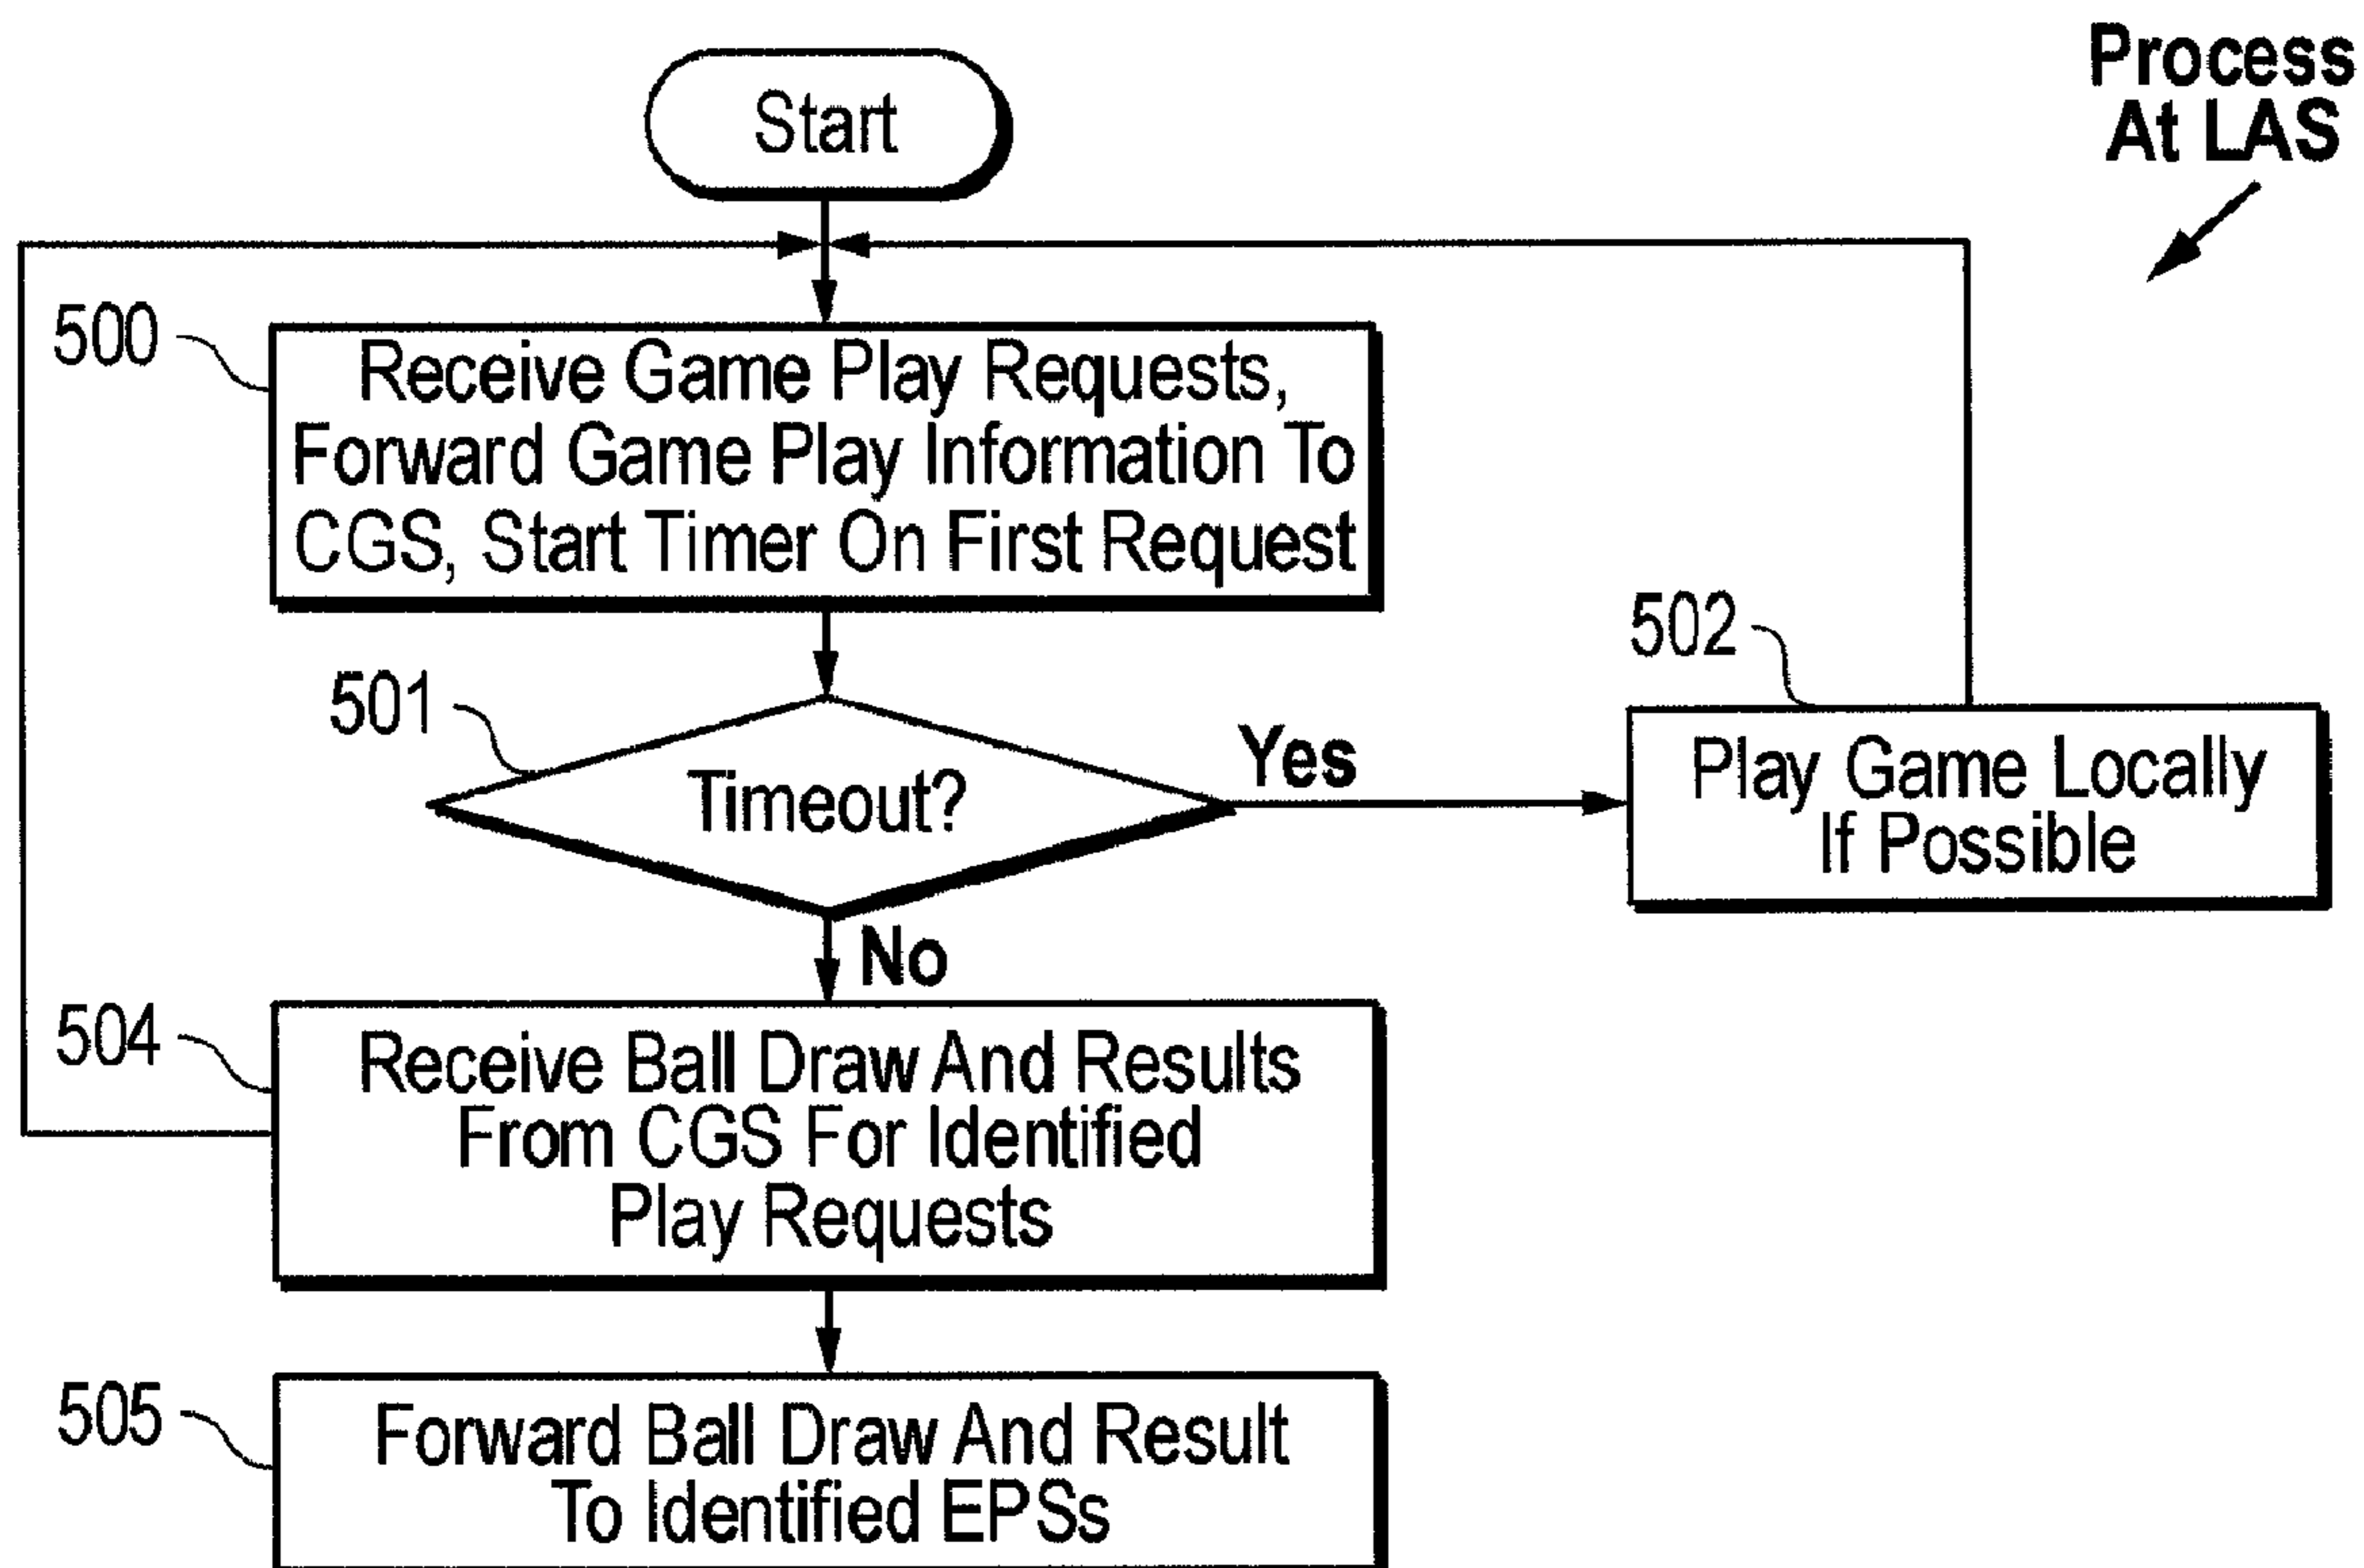 Start
Process
At LAS
500
Receive Game Play Requests,
Forward Game Play Information To
CGS, Start Timer On First Request
501
Timeout?
Yes
502
Play Game Locally
If Possible
No
504
Receive Ball Draw And Results
From CGS For Identified
Play Requests
505
Forward Ball Draw And Result
To Identified EPSs